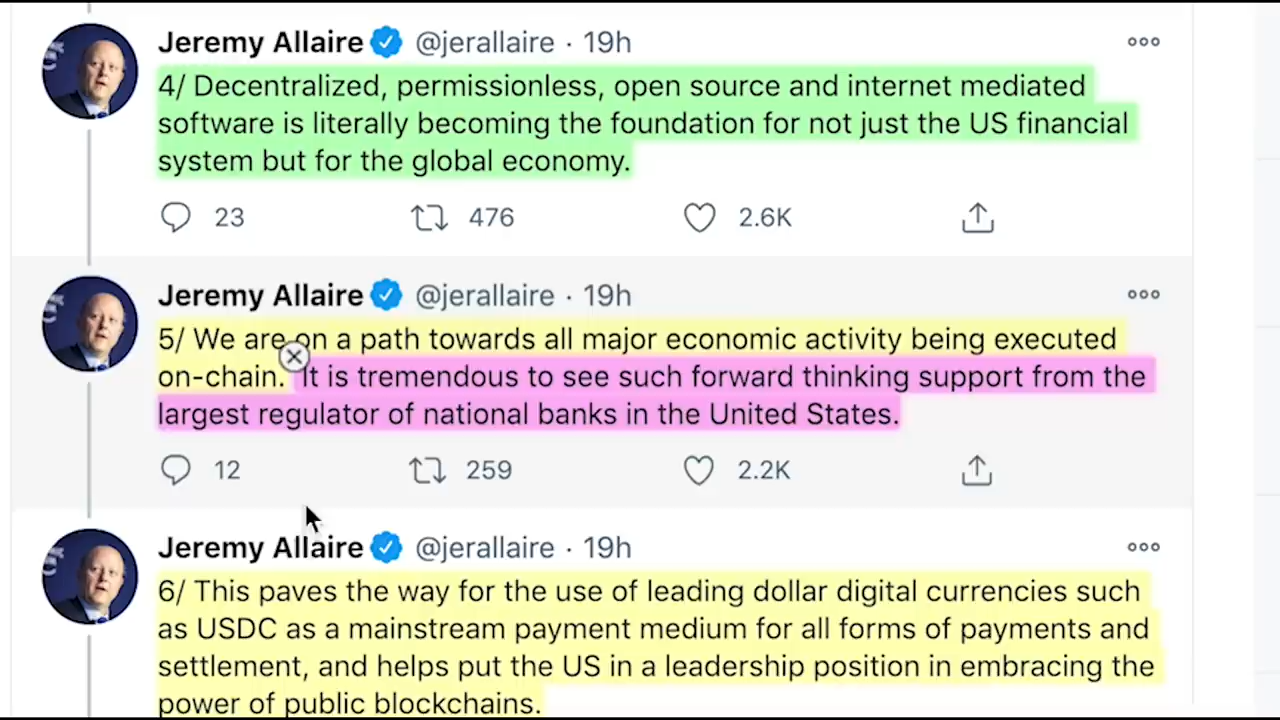 Jeremy Allaire @jerallaire · 19h
4/ Decentralized, permissionless, open source and internet mediated
software is literally becoming the foundation for not just the US financial
system but for the global economy.
23 476 2.6K
Jeremy Allaire @jerallaire · 19h
5/ We are on a path towards all major economic activity being executed
on-chain. It is tremendous to see such forward thinking support from the
largest regulator of national banks in the United States.
12 259 2.2K
Jeremy Allaire @jerallaire · 19h
6/ This paves the way for the use of leading dollar digital currencies such
as USDC as a mainstream payment medium for all forms of payments and
settlement, and helps put the US in a leadership position in embracing the
power of public blockchains.